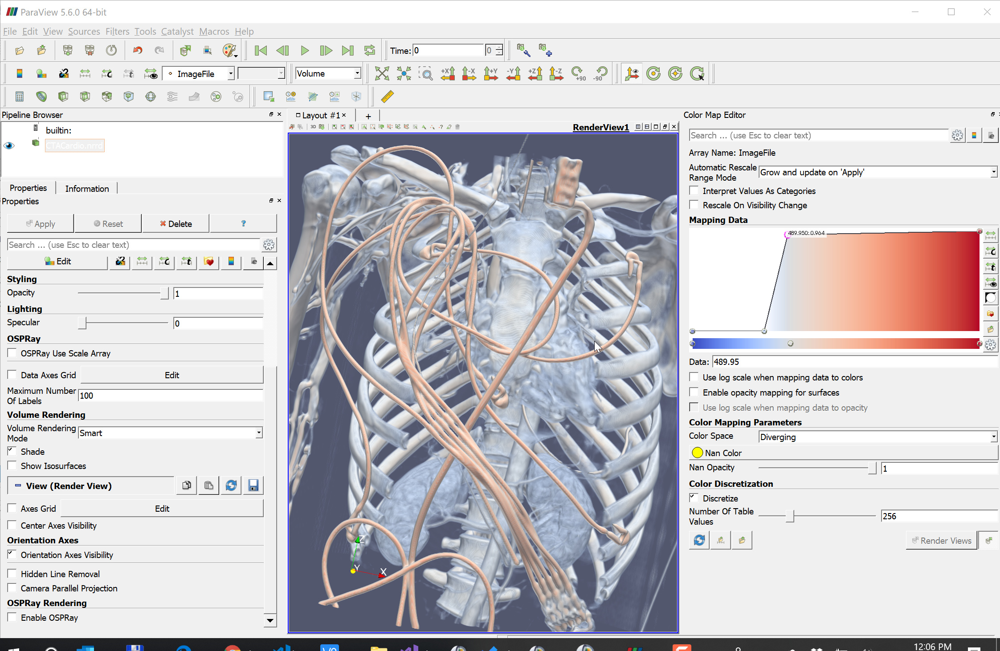 ParaView 5.6.0 64-bit
File Edit View Sources Filters Tools Catalyst Macros Help
Time: 0 0
ImageFile Volume +X -X +Y -Y +Z -Z +90 -90
Pipeline Browser
builtin:
CTACardio.nrrd
Properties Information
Properties
Apply Reset Delete ?
Search ... (use Esc to clear text)
Edit
Styling
Opacity 1
Lighting
Specular 0
OSPRay
OSPRay Use Scale Array
Data Axes Grid Edit
Maximum Number
Of Labels 100
Volume Rendering
Volume Rendering
Mode Smart
Shade
Show Isosurfaces
View (Render View)
Axes Grid Edit
Center Axes Visibility
Orientation Axes
Orientation Axes Visibility
Hidden Line Removal
Camera Parallel Projection
OSPRay Rendering
Enable OSPRay
Layout #1 +
3D RenderView1
Z
Y X
Color Map Editor
Search ... (use Esc to clear text)
Array Name: ImageFile
Automatic Rescale
Range Mode Grow and update on 'Apply'
Interpret Values As Categories
Rescale On Visibility Change
Mapping Data
489.950: 0.964
Data: 489.95
Use log scale when mapping data to colors
Enable opacity mapping for surfaces
Use log scale when mapping data to opacity
Color Mapping Parameters
Color Space Diverging
Nan Color
Nan Opacity 1
Color Discretization
Discretize
Number Of Table
Values 256
Render Views
12:06 PM